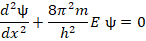 d²ψ/dx² + 8π²m/h² E ψ = 0